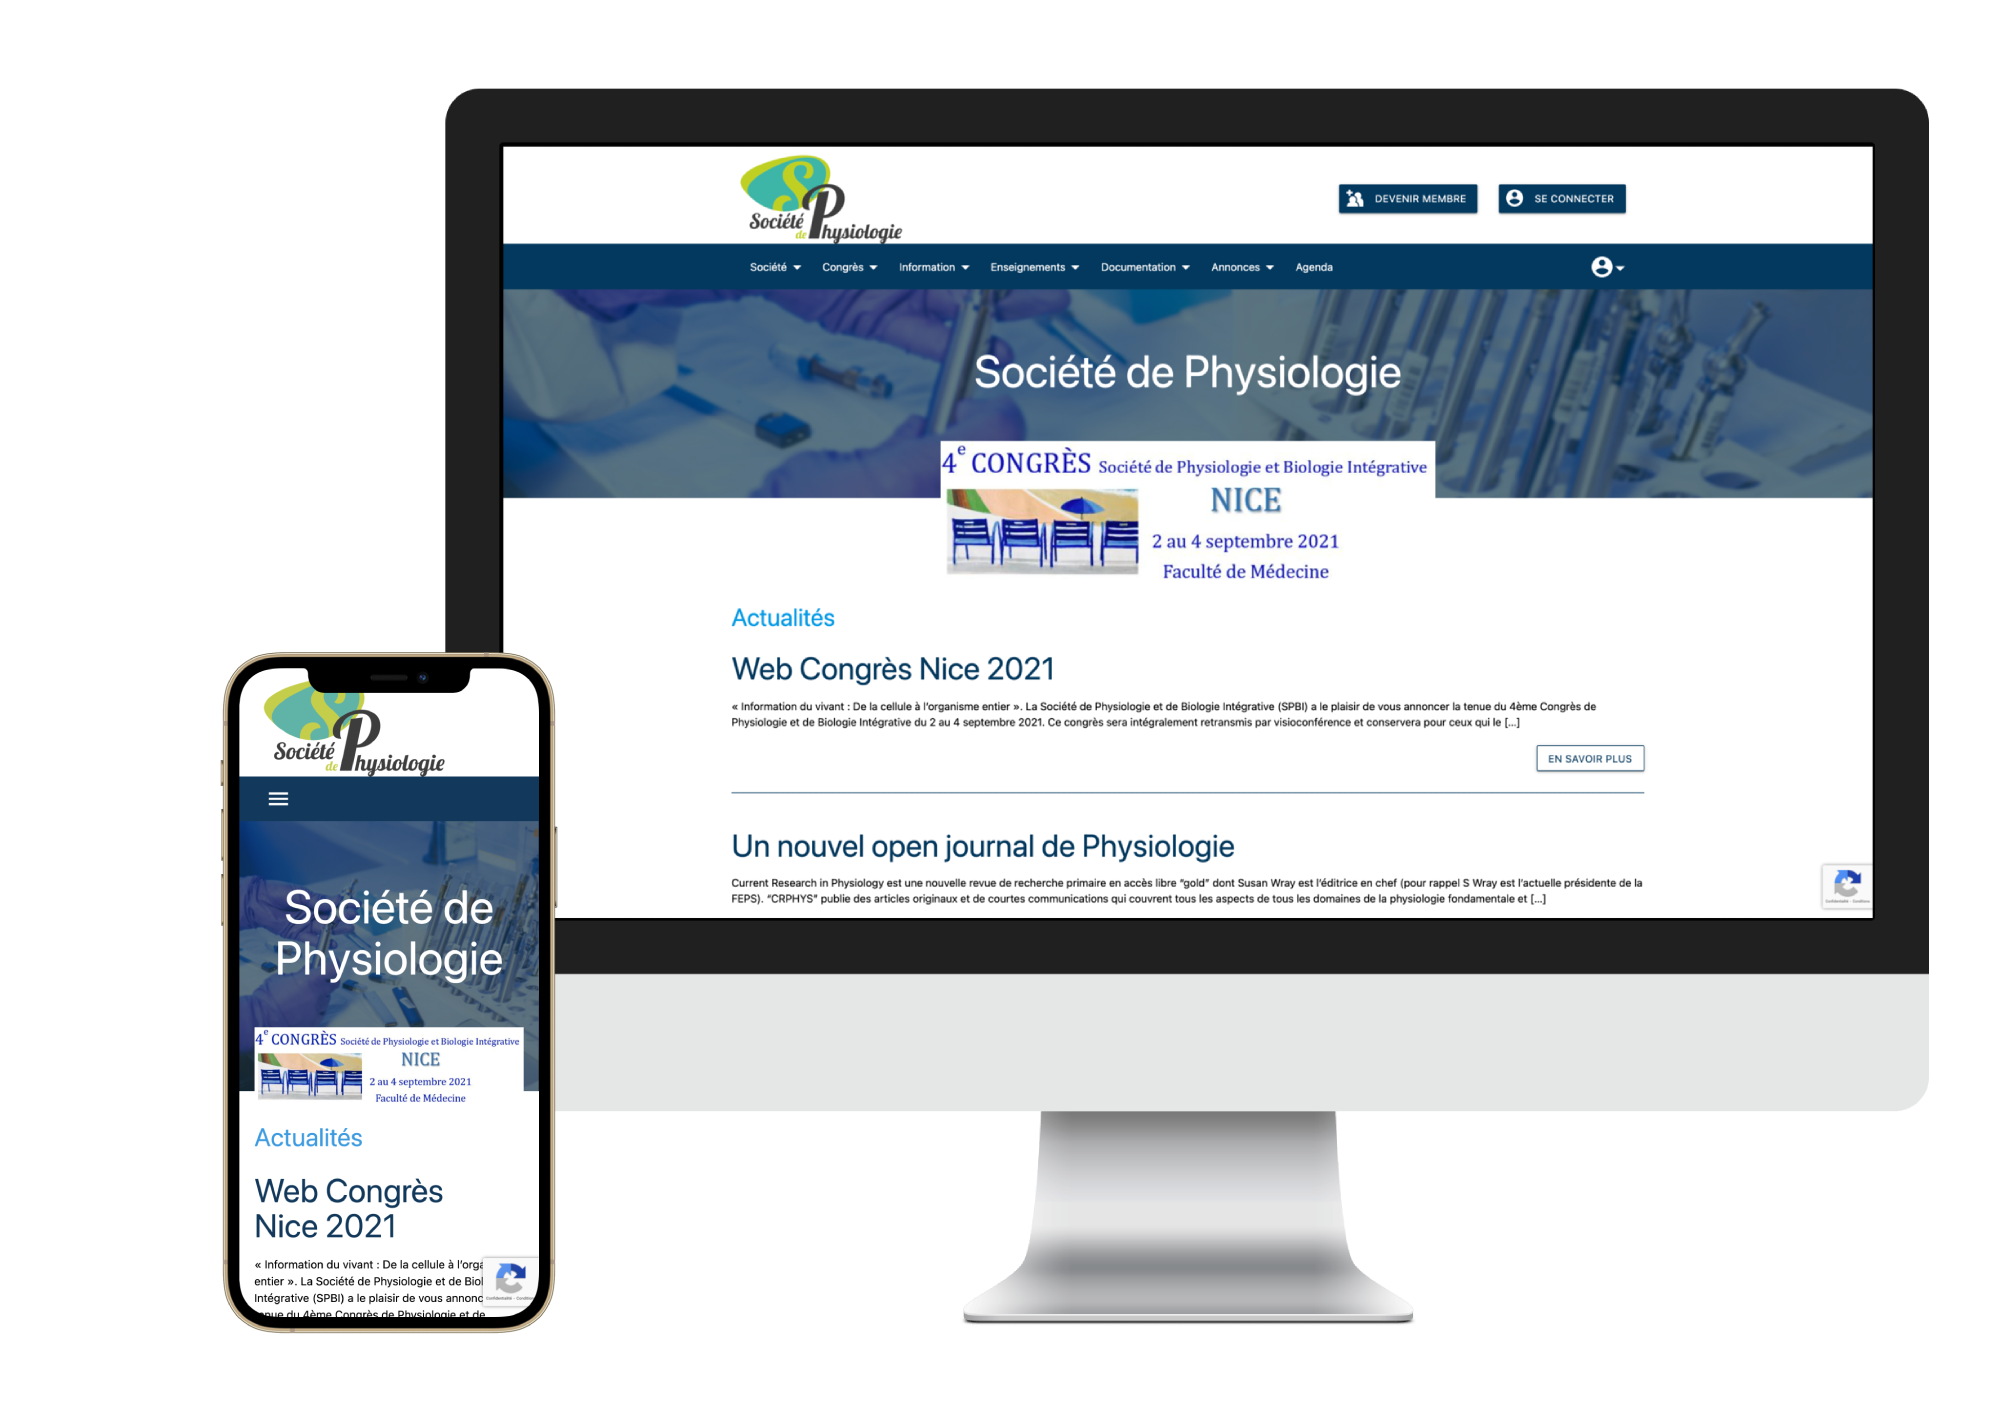 Société
de Physiologie
DEVENIR MEMBRE
SE CONNECTER
Société Congrès Information Enseignements Documentation Annonces Agenda
Société de Physiologie
4e CONGRÈS Société de Physiologie et Biologie Intégrative
NICE
2 au 4 septembre 2021
Faculté de Médecine
Actualités
Web Congrès Nice 2021
« Information du vivant : De la cellule à l'organisme entier ». La Société de Physiologie et de Biologie Intégrative (SPBI) a le plaisir de vous annoncer la tenue du 4ème Congrès de
Physiologie et de Biologie Intégrative du 2 au 4 septembre 2021. Ce congrès sera intégralement retransmis par visioconférence et conservera pour ceux qui le [...]
EN SAVOIR PLUS
Un nouvel open journal de Physiologie
Current Research in Physiology est une nouvelle revue de recherche primaire en accès libre "gold" dont Susan Wray est l'éditrice en chef (pour rappel S Wray est l'actuelle présidente de la
FEPS). "CRPHYS" publie des articles originaux et de courtes communications qui couvrent tous les aspects de tous les domaines de la physiologie fondamentale et [...]
Confidentialité - Conditions
Société
de Physiologie
Société de
Physiologie
4e CONGRÈS Société de Physiologie et Biologie Intégrative
NICE
2 au 4 septembre 2021
Faculté de Médecine
Actualités
Web Congrès
Nice 2021
« Information du vivant : De la cellule à l'orga
entier ». La Société de Physiologie et de Biol
Intégrative (SPBI) a le plaisir de vous annonc
tenue du 4ème Congrès de Physiologie et de
Confidentialité - Conditions